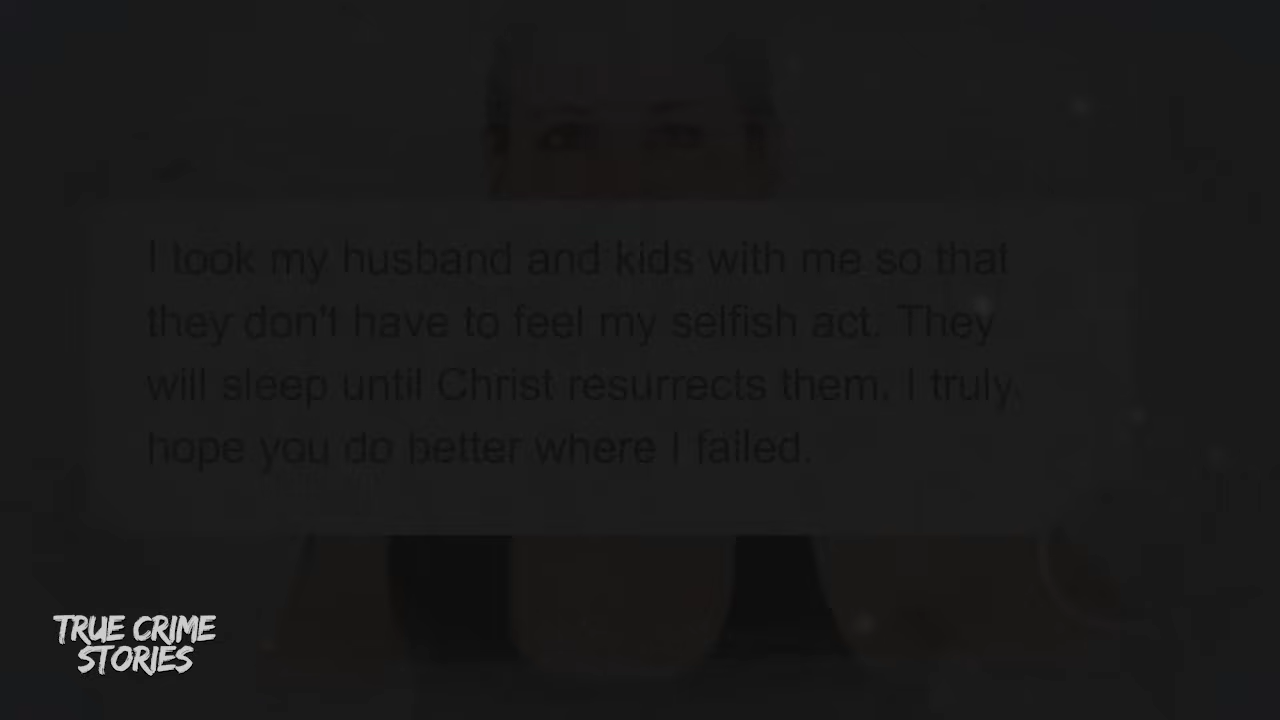 I took my husband and kids with me so that
they don't have to feel my selfish act. They
will sleep until Christ resurrects them. I truly
hope you do better where I failed.
TRUE CRIME
STORIES